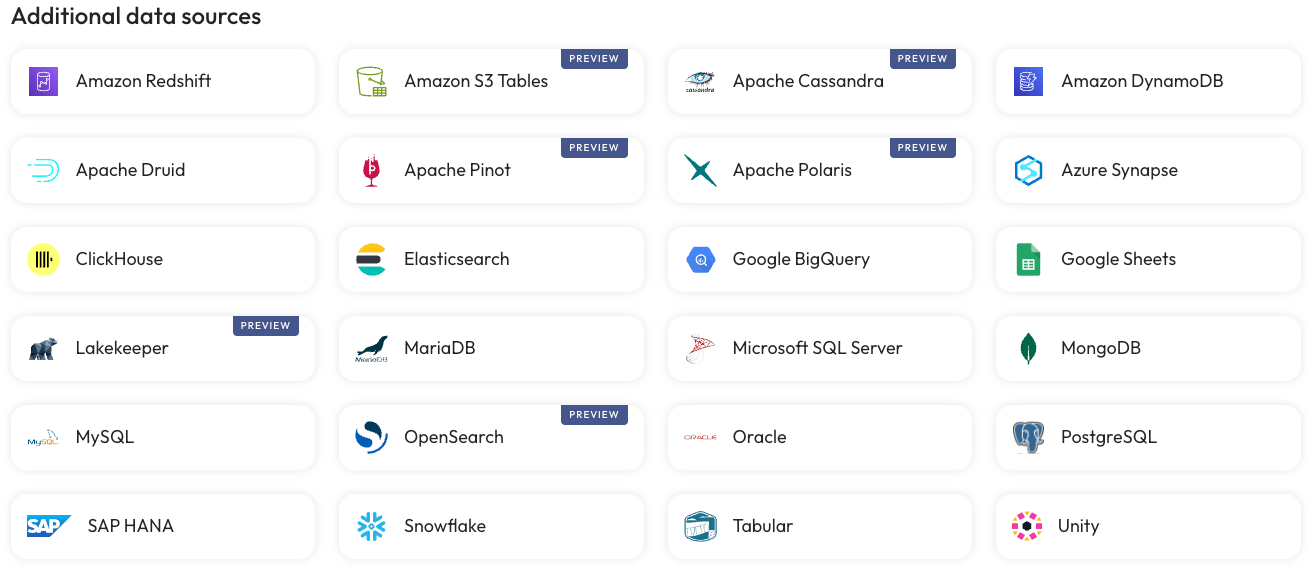 Additional data sources
Amazon Redshift
PREVIEW
Amazon S3 Tables
PREVIEW
cassandra
Apache Cassandra
Amazon DynamoDB
Apache Druid
PREVIEW
P
Apache Pinot
PREVIEW
Apache Polaris
Azure Synapse
ClickHouse
Elasticsearch
Google BigQuery
Google Sheets
PREVIEW
Lakekeeper
MariaDB
MariaDB
Microsoft SQL Server
MongoDB
MySQL
MySQL
PREVIEW
OpenSearch
ORACLE
Oracle
PostgreSQL
SAP
SAP HANA
Snowflake
Tabular
Unity